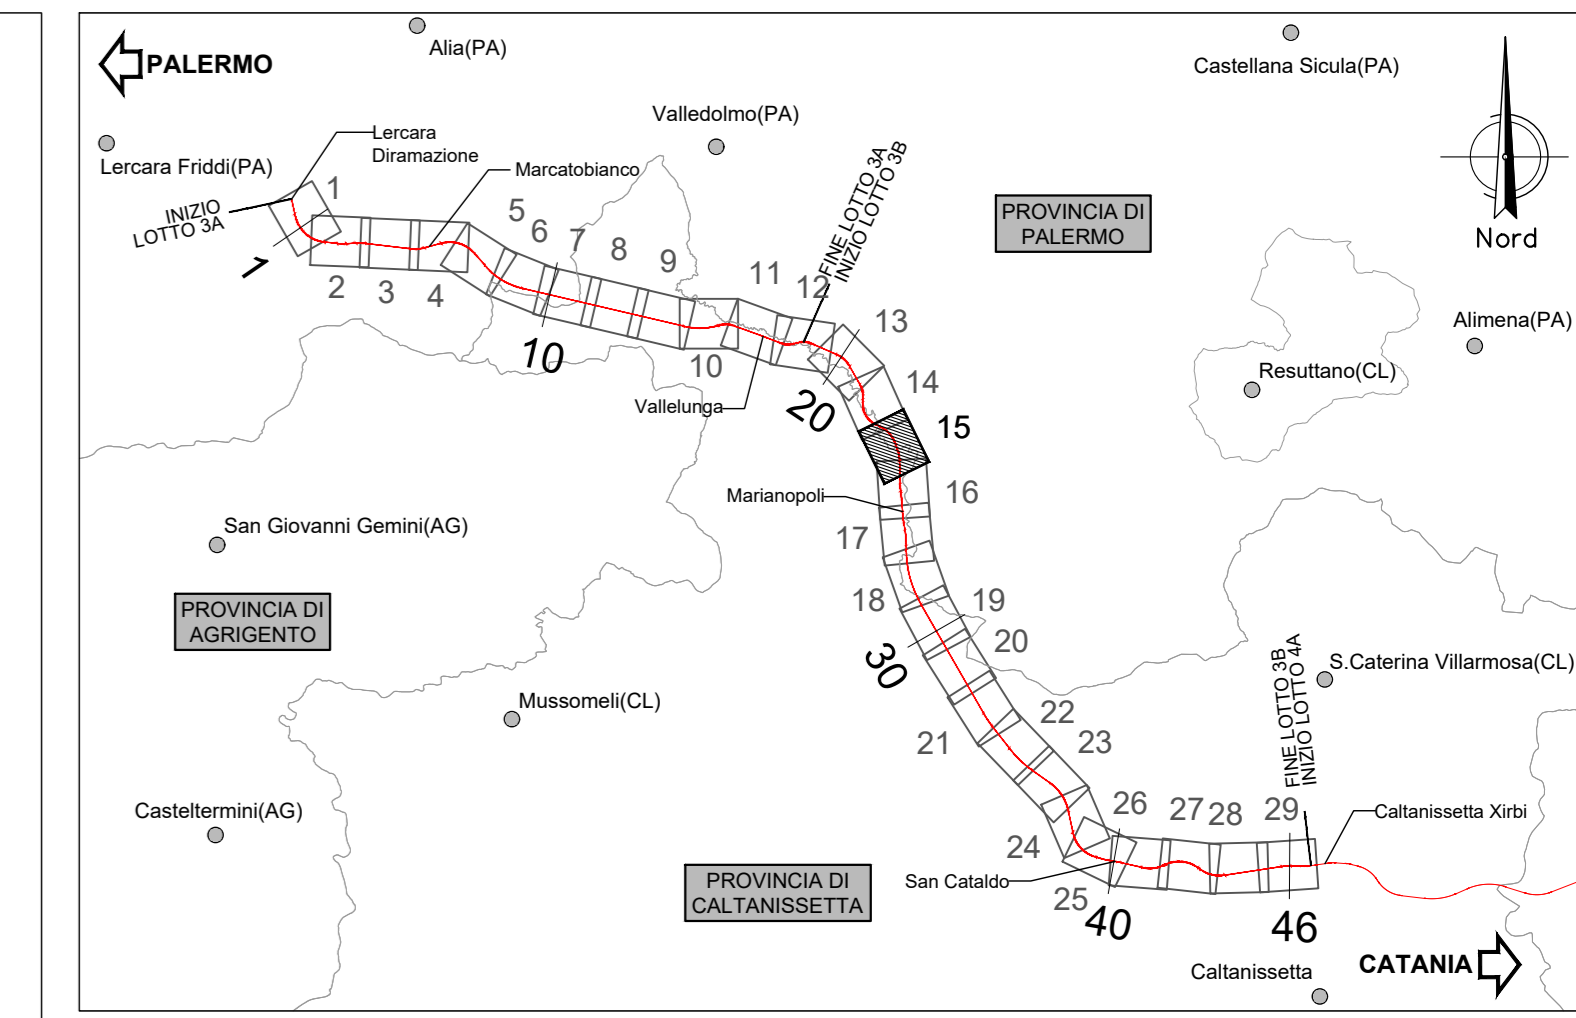 PALERMO
Alia(PA)
Castellana Sicula(PA)
Valledolmo(PA)
Lercara
Diramazione
Lercara Friddi(PA)
Marcatobianco
FINE LOTTO 3A
INIZIO LOTTO 3B
PROVINCIA DI
PALERMO
Nord
INIZIO
LOTTO 3A
1
1
2
3
4
5
6
7
8
9
10
10
11
12
13
14
Alimena(PA)
Resuttano(CL)
Vallelunga
20
15
Marianopoli
16
17
San Giovanni Gemini(AG)
PROVINCIA DI
AGRIGENTO
18
19
20
30
S.Caterina Villarmosa(CL)
Mussomeli(CL)
21
22
23
FINE LOTTO 3B
INIZIO LOTTO 4A
Casteltermini(AG)
24
25
26
27
28
29
Caltanissetta Xirbi
San Cataldo
PROVINCIA DI
CALTANISSETTA
40
46
CATANIA
Caltanissetta